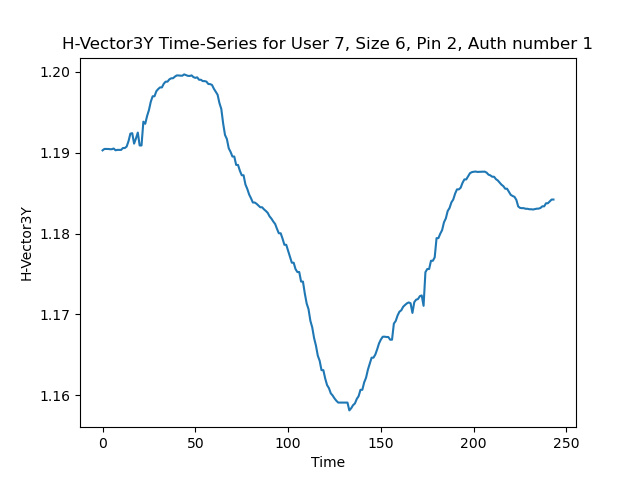 H-Vector3Y Time-Series for User 7, Size 6, Pin 2, Auth number 1
1.20
1.19
1.18
1.17
1.16
H-Vector3Y
0 50 100 150 200 250
Time